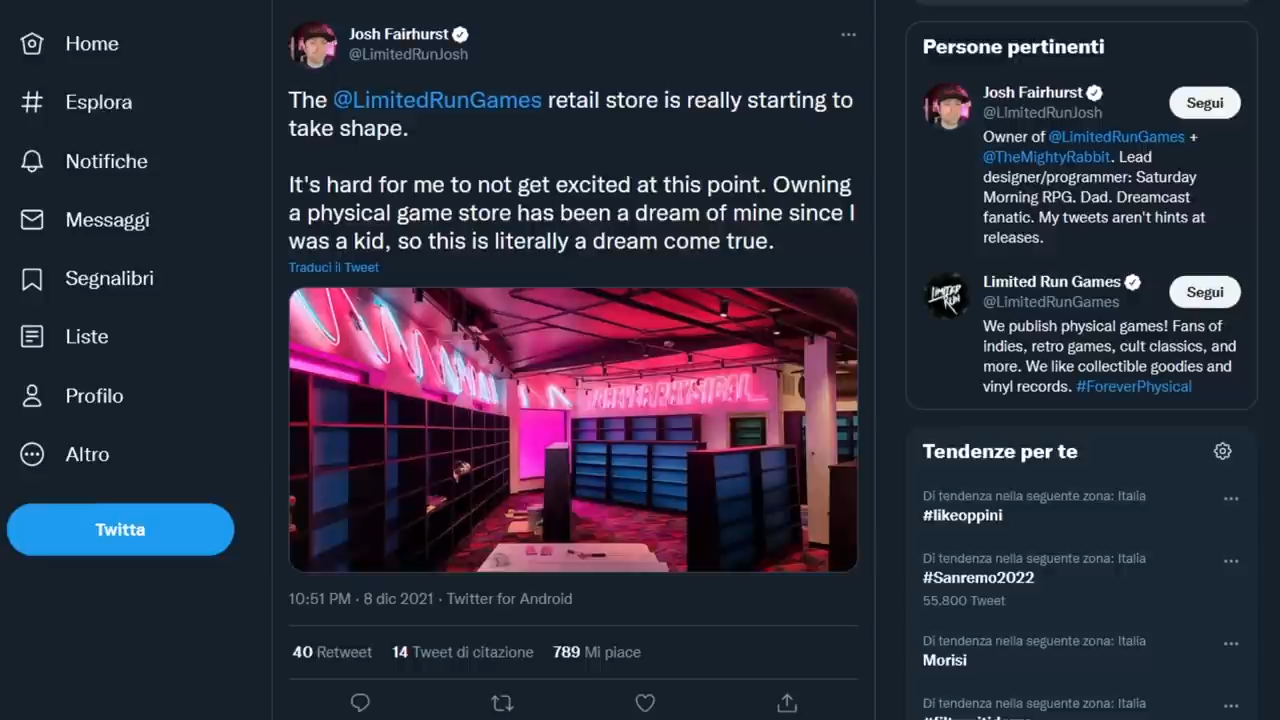 Home
Esplora
Notifiche
Messaggi
Segnalibri
Liste
Profilo
Altro
Twitta
Josh Fairhurst
@LimitedRunJosh
The @LimitedRunGames retail store is really starting to
take shape.
It's hard for me to not get excited at this point. Owning
a physical game store has been a dream of mine since I
was a kid, so this is literally a dream come true.
Traduci il Tweet
FOREVER PHYSICAL
10:51 PM · 8 dic 2021 · Twitter for Android
40 Retweet 14 Tweet di citazione 789 Mi piace
Persone pertinenti
Josh Fairhurst
@LimitedRunJosh
Segui
Owner of @LimitedRunGames +
@TheMightyRabbit. Lead
designer/programmer: Saturday
Morning RPG. Dad. Dreamcast
fanatic. My tweets aren't hints at
releases.
LIMITED
RUN
Limited Run Games
@LimitedRunGames
Segui
We publish physical games! Fans of
indies, retro games, cult classics, and
more. We like collectible goodies and
vinyl records. #ForeverPhysical
Tendenze per te
Di tendenza nella seguente zona: Italia
#likeoppini
Di tendenza nella seguente zona: Italia
#Sanremo2022
55.800 Tweet
Di tendenza nella seguente zona: Italia
Morisi
Di tendenza nella seguente zona: Italia